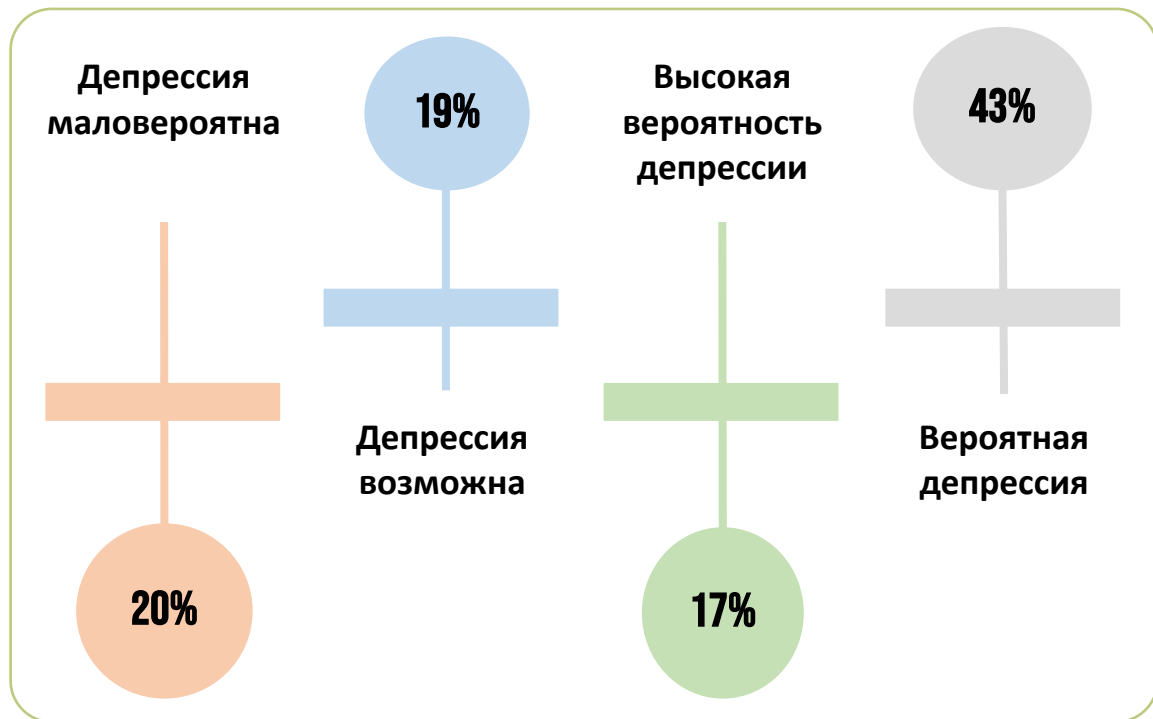 Депрессия
маловероятна
20%
19%
Депрессия
возможна
Высокая
вероятность
депрессии
17%
43%
Вероятная
депрессия